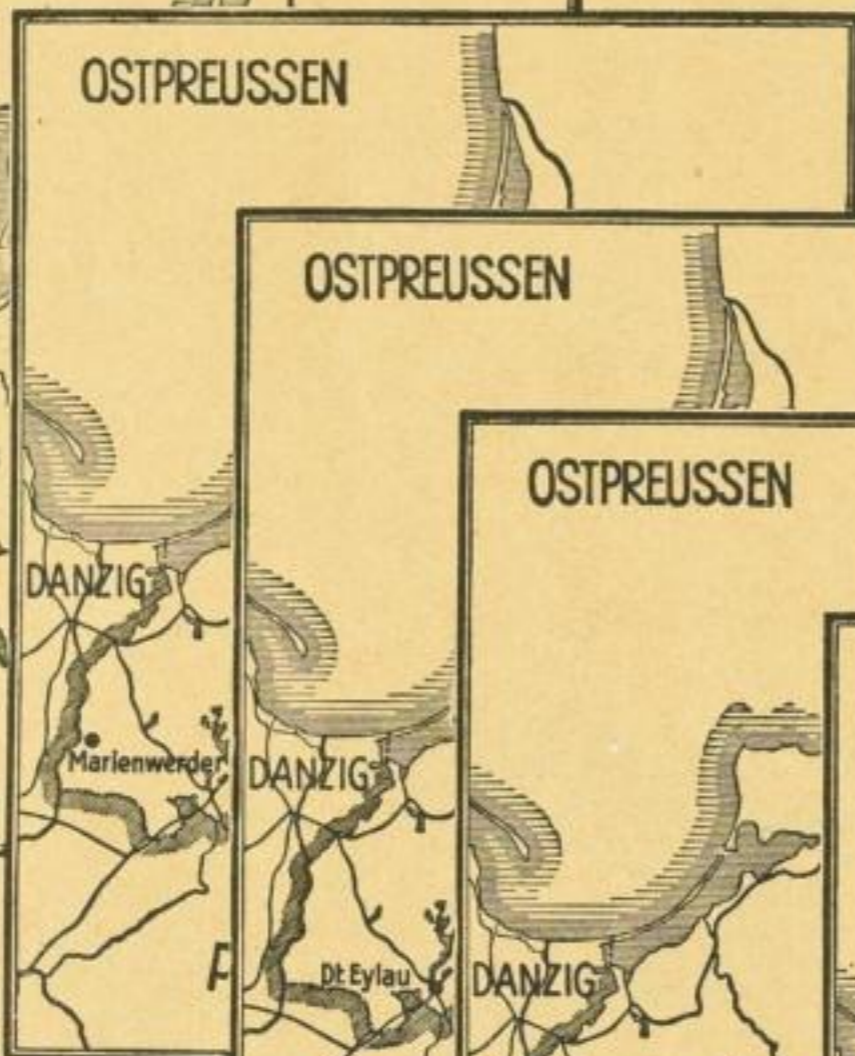 OSTPREUSSEN
DANZIG
Marienwerder
P
OSTPREUSSEN
DANZIG
Dt. Eylau
OSTPREUSSEN
DANZIG